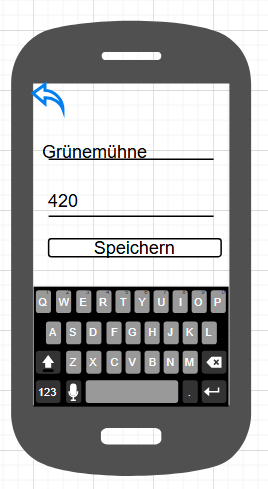 Grünemühne
420
Speichern
Q W E R T Y U I O P
A S D F G H J K L
Z X C V B N M
123 .